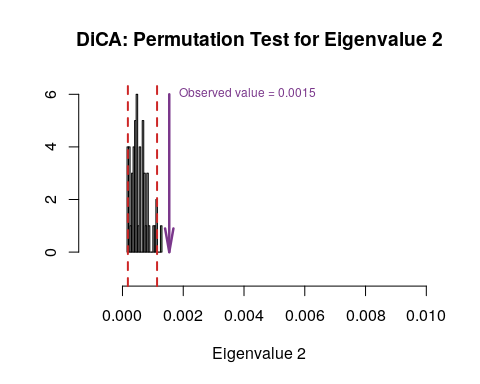 DiCA: Permutation Test for Eigenvalue 2
Observed value = 0.0015
6
4
2
0
0.000 0.002 0.004 0.006 0.008 0.010
Eigenvalue 2